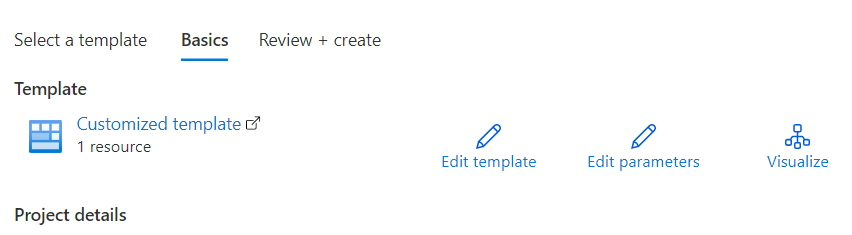 Select a template Basics Review + create
Template
Customized template
1 resource
Edit template Edit parameters Visualize
Project details